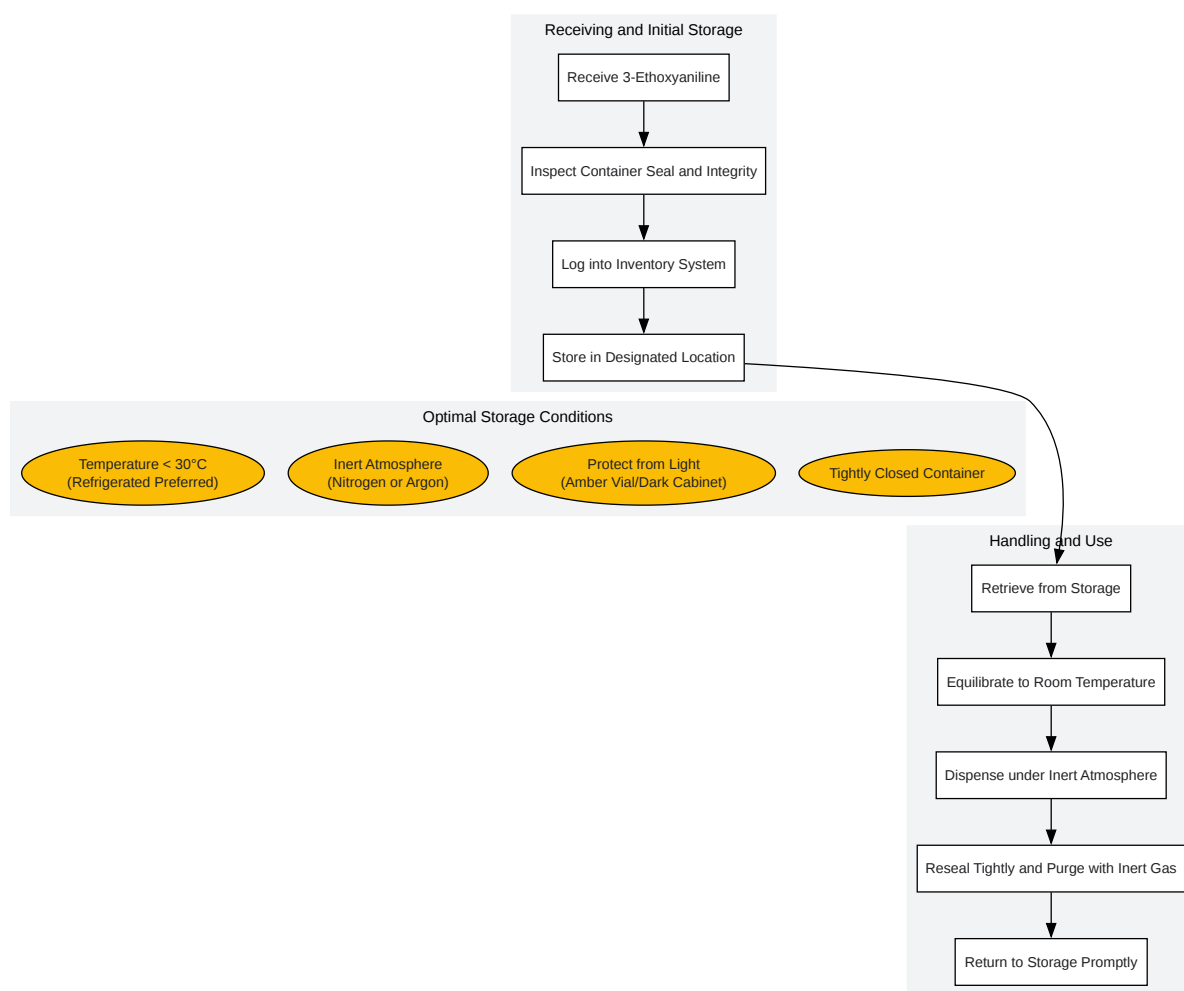 Receiving and Initial Storage
Receive 3-Ethoxyaniline
Inspect Container Seal and Integrity
Log into Inventory System
Store in Designated Location
Optimal Storage Conditions
Temperature < 30°C
(Refrigerated Preferred)
Inert Atmosphere
(Nitrogen or Argon)
Protect from Light
(Amber Vial/Dark Cabinet)
Tightly Closed Container
Handling and Use
Retrieve from Storage
Equilibrate to Room Temperature
Dispense under Inert Atmosphere
Reseal Tightly and Purge with Inert Gas
Return to Storage Promptly